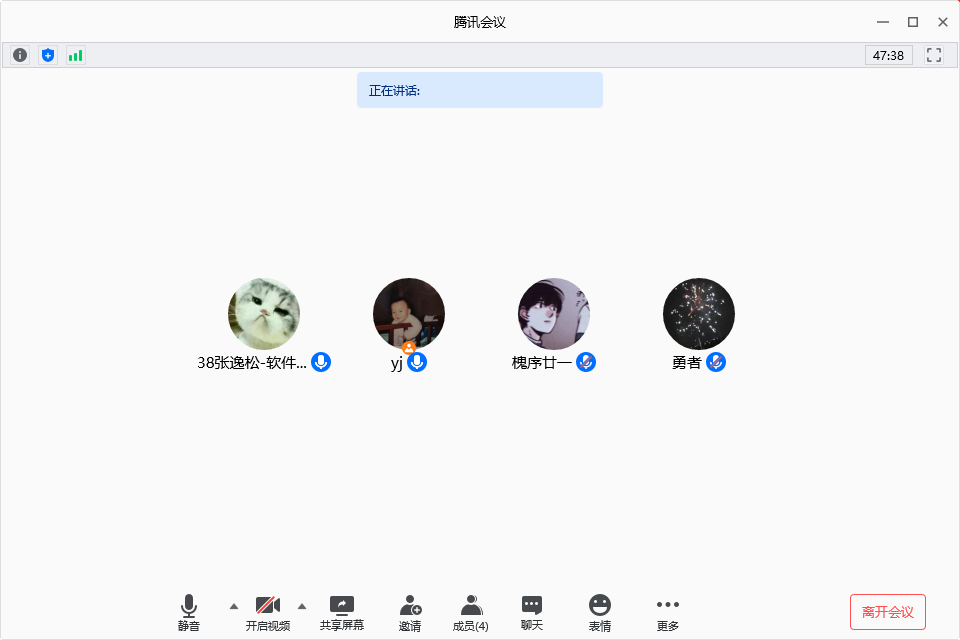 腾讯会议
47:38
正在讲话:
38张逸松-软件...
yj
槐序廿一
勇者
静音
开启视频
共享屏幕
邀请
成员(4)
聊天
表情
更多
离开会议